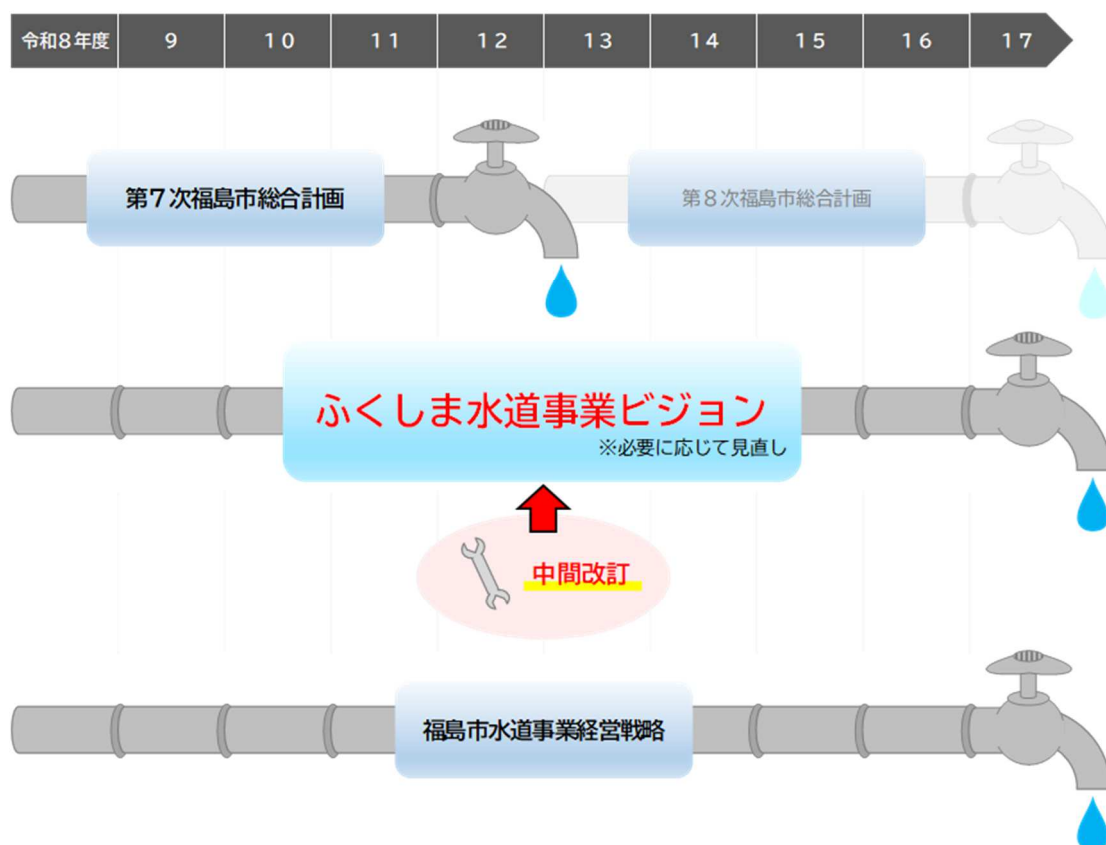 令和8年度 9 10 11 12 13 14 15 16 17
第7次福島市総合計画
第8次福島市総合計画
ふくしま水道事業ビジョン
※必要に応じて見直し
中間改訂
福島市水道事業経営戦略